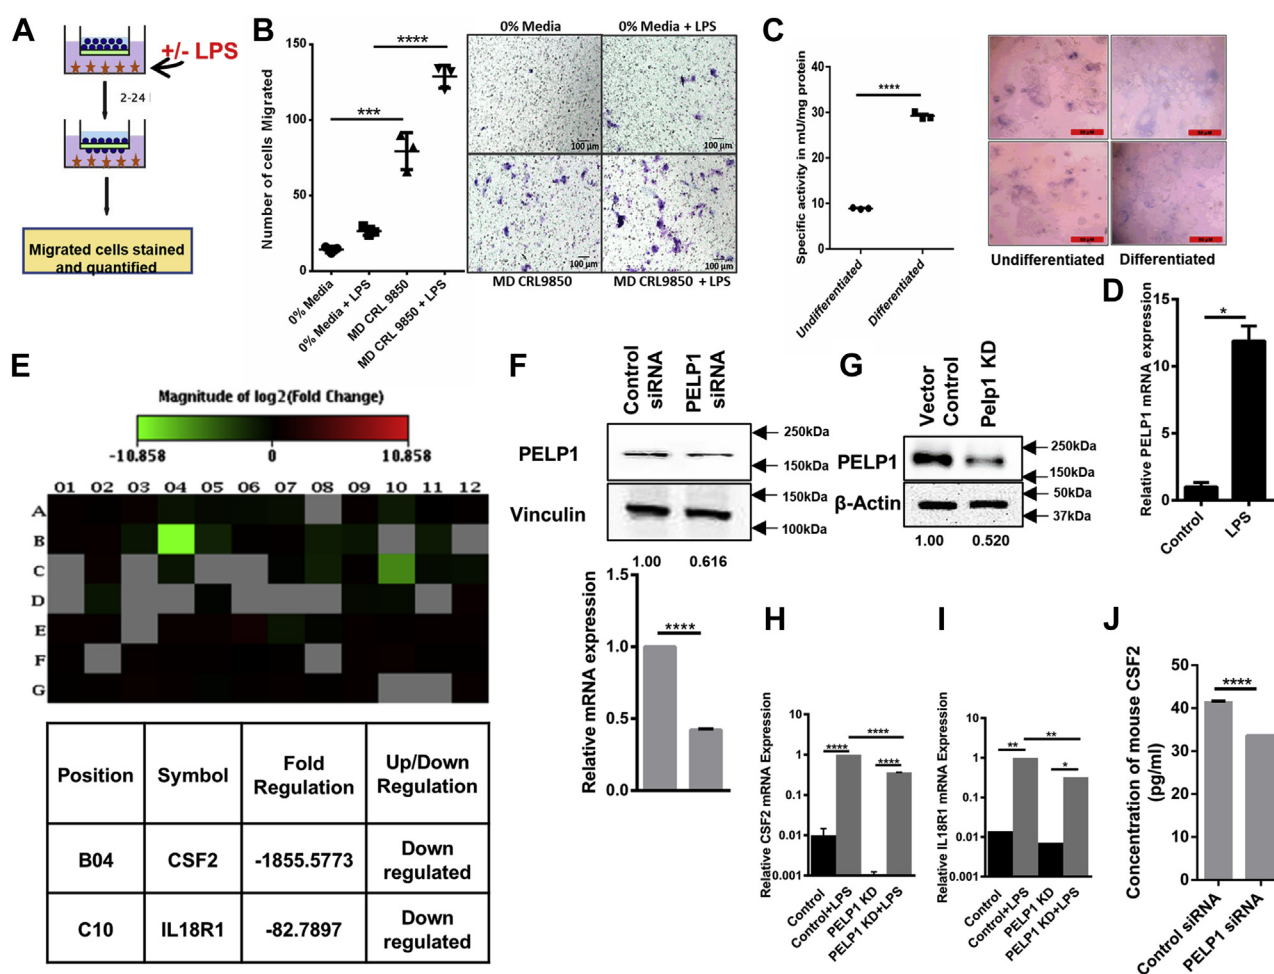 A
+/- LPS
2-24
Migrated cells stained
and quantified
B
Number of cells Migrated
150
100
50
0
****
***
0% Media
0% Media + LPS
MD CRL 9850
MD CRL 9850 + LPS
0% Media
0% Media + LPS
100 μm
100 μm
100 μm
100 μm
MD CRL9850
MD CRL9850 + LPS
C
Specific activity in mU/mg protein
40
30
20
10
0
****
Undifferentiated
Differentiated
Undifferentiated
Differentiated
D
Relative PELP1 mRNA expression
15
10
5
0
*
Control
LPS
E
Magnitude of log2(Fold Change)
-10.858
0
10.858
01 02 03 04 05 06 07 08 09 10 11 12
A
B
C
D
E
F
G
Position Symbol Fold Regulation Up/Down Regulation
B04 CSF2 -1855.5773 Down regulated
C10 IL18R1 -82.7897 Down regulated
F
Control siRNA
PELP1 siRNA
PELP1
250kDa
150kDa
Vinculin
150kDa
100kDa
1.00 0.616
Relative mRNA expression
1.5
1.0
0.5
0.0
****
G
Vector Control
Pelp1 KD
PELP1
250kDa
150kDa
β-Actin
50kDa
37kDa
1.00 0.520
H
Relative CSF2 mRNA Expression
10
1
0.1
0.01
0.001
****
****
****
Control
Control+LPS
PELP1 KD
PELP1 KD+LPS
I
Relative IL18R1 mRNA Expression
10
1
0.1
0.01
0.001
**
**
*
Control
Control+LPS
PELP1 KD
PELP1 KD+LPS
J
Concentration of mouse CSF2
(pg/ml)
50
40
30
20
10
0
****
Control siRNA
PELP1 siRNA